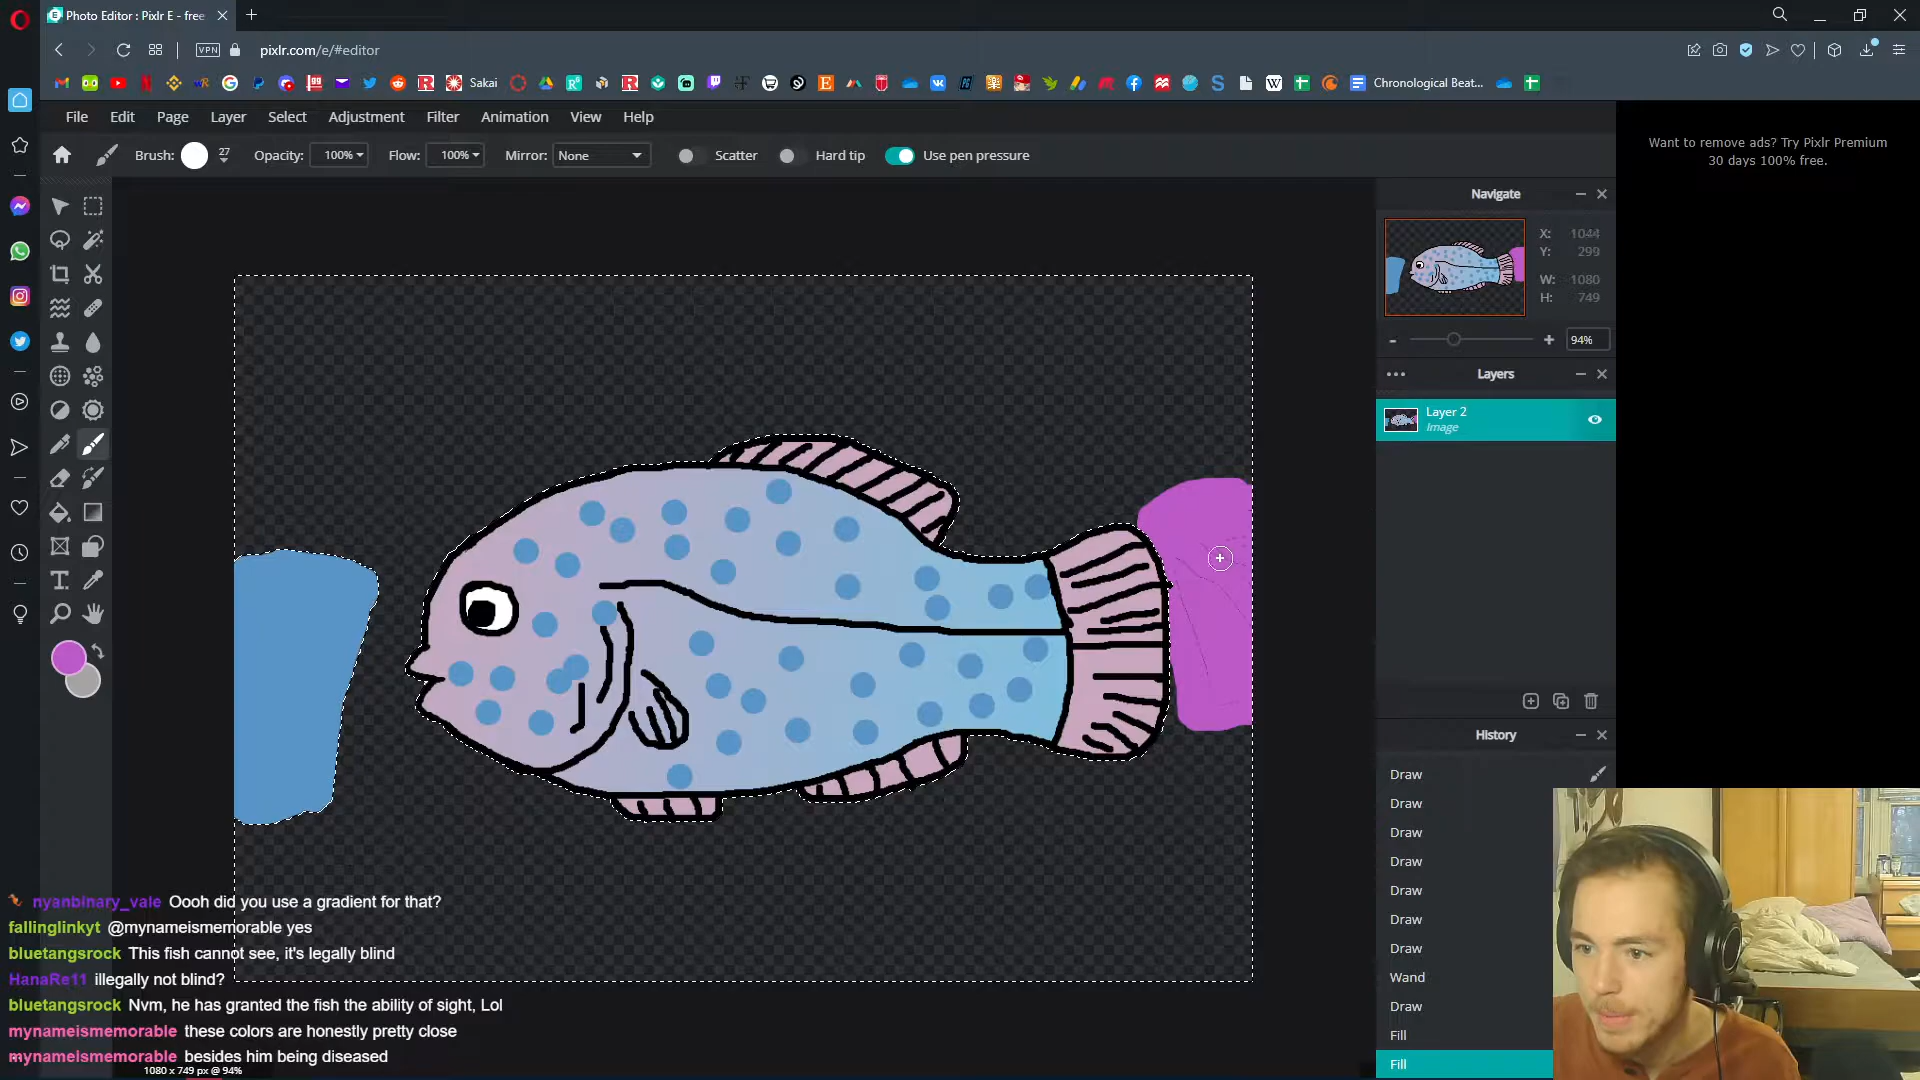 Photo Editor : Pixlr E - free
VPN
pixlr.com/e/#editor
Sakai
Chronological Beat...
File Edit Page Layer Select Adjustment Filter Animation View Help
Brush: 27 Opacity: 100% Flow: 100% Mirror: None Scatter Hard tip Use pen pressure
Want to remove ads? Try Pixlr Premium
30 days 100% free.
Navigate
X: 1044
Y: 299
W: 1080
H: 749
94%
Layers
Layer 2
Image
History
Draw
Draw
Draw
Draw
Draw
Draw
Draw
Wand
Draw
Fill
Fill
nyanbinary_vale Oooh did you use a gradient for that?
fallinglinkyt @mynameismemorable yes
bluetangsrock This fish cannot see, it's legally blind
HanaRe11 illegally not blind?
bluetangsrock Nvm, he has granted the fish the ability of sight, Lol
mynameismemorable these colors are honestly pretty close
mynameismemorable besides him being diseased
1080 x 749 px @ 94%